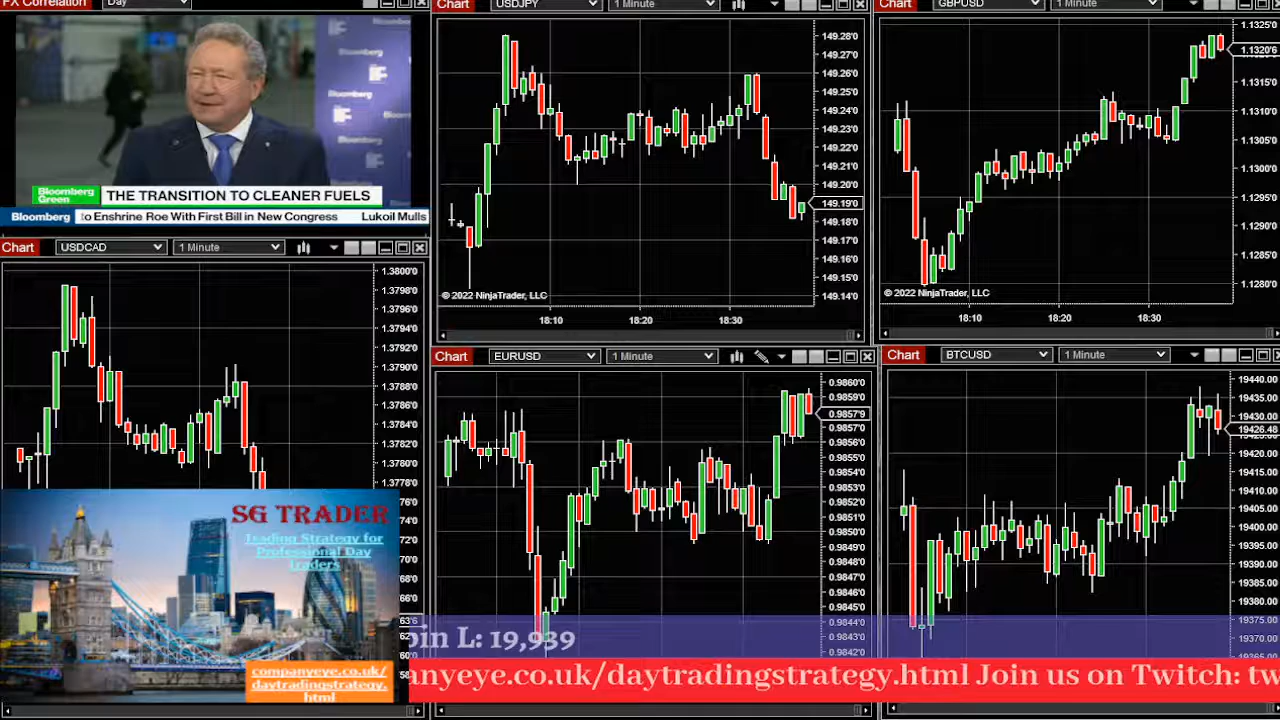 FX Correlation
Day
Bloomberg
Bloomberg
Bloomberg
Bloomberg Green
THE TRANSITION TO CLEANER FUELS
Bloomberg
to Enshrine Roe With First Bill in New Congress Lukoil Mulls
Chart USDJPY 1 Minute
149.28'0
149.26'0
149.25'0
149.24'0
149.23'0
149.22'0
149.21'0
149.20'0
149.19'0
149.18'0
149.17'0
149.16'0
149.15'0
149.14'0
© 2022 NinjaTrader, LLC
18:10 18:20 18:30
Chart GBPUSD 1 Minute
1.1325'0
1.1320'6
1.1315'0
1.1310'0
1.1305'0
1.1300'0
1.1295'0
1.1290'0
1.1285'0
1.1280'0
© 2022 NinjaTrader, LLC
18:10 18:20 18:30
Chart USDCAD 1 Minute
1.3800'0
1.3798'0
1.3796'0
1.3794'0
1.3792'0
1.3790'0
1.3788'0
1.3786'0
1.3784'0
1.3782'0
1.3780'0
SG TRADER
Trading Strategy for
Professional Day
Traders
companyeye.co.uk/
daytradingstrategy.
html
Chart EURUSD 1 Minute
0.9860'0
0.9859'0
0.9857'9
0.9857'0
0.9856'0
0.9855'0
0.9854'0
0.9853'0
0.9852'0
0.9851'0
0.9850'0
0.9849'0
0.9848'0
0.9847'0
0.9846'0
0.9845'0
0.9844'0
0.9843'0
0.9842'0
Chart BTCUSD 1 Minute
19440.00
19435.00
19430.00
19426.48
19420.00
19415.00
19410.00
19405.00
19400.00
19395.00
19390.00
19385.00
19380.00
19375.00
19370.00
19365.00
oin L: 19,939
anyeye.co.uk/daytradingstrategy.html Join us on Twitch: tw